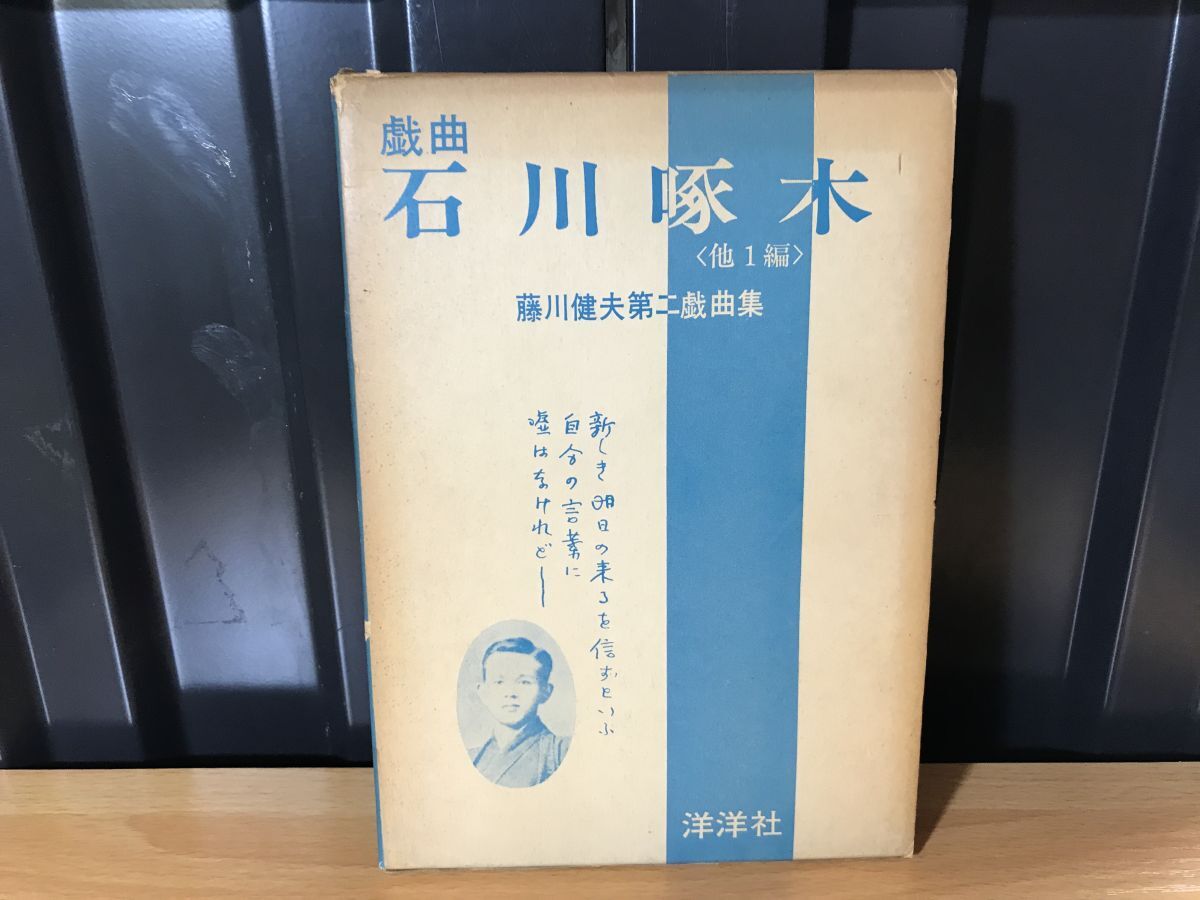 戯曲
石川啄木
〈他1編〉
藤川健夫第二戯曲集
新しき明日の来るを信ずといふ
自分の言葉に
嘘はなけれど――
洋洋社